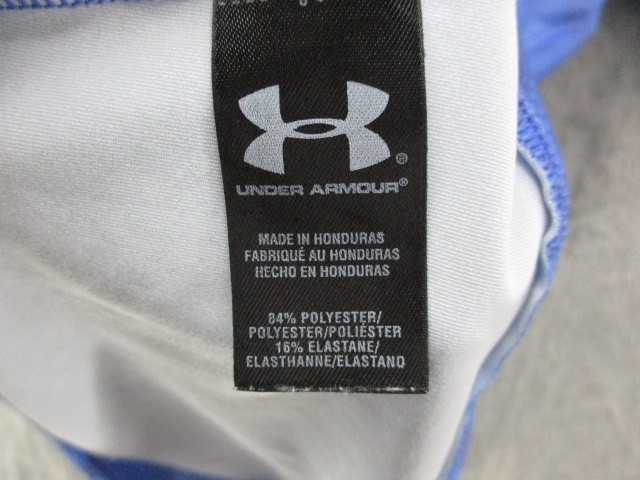 UNDER ARMOUR®
MADE IN HONDURAS
FABRIQUÉ AU HONDURAS
HECHO EN HONDURAS
84% POLYESTER/
POLYESTER/POLIÉSTER
16% ELASTANE/
ELASTHANNE/ELASTANO